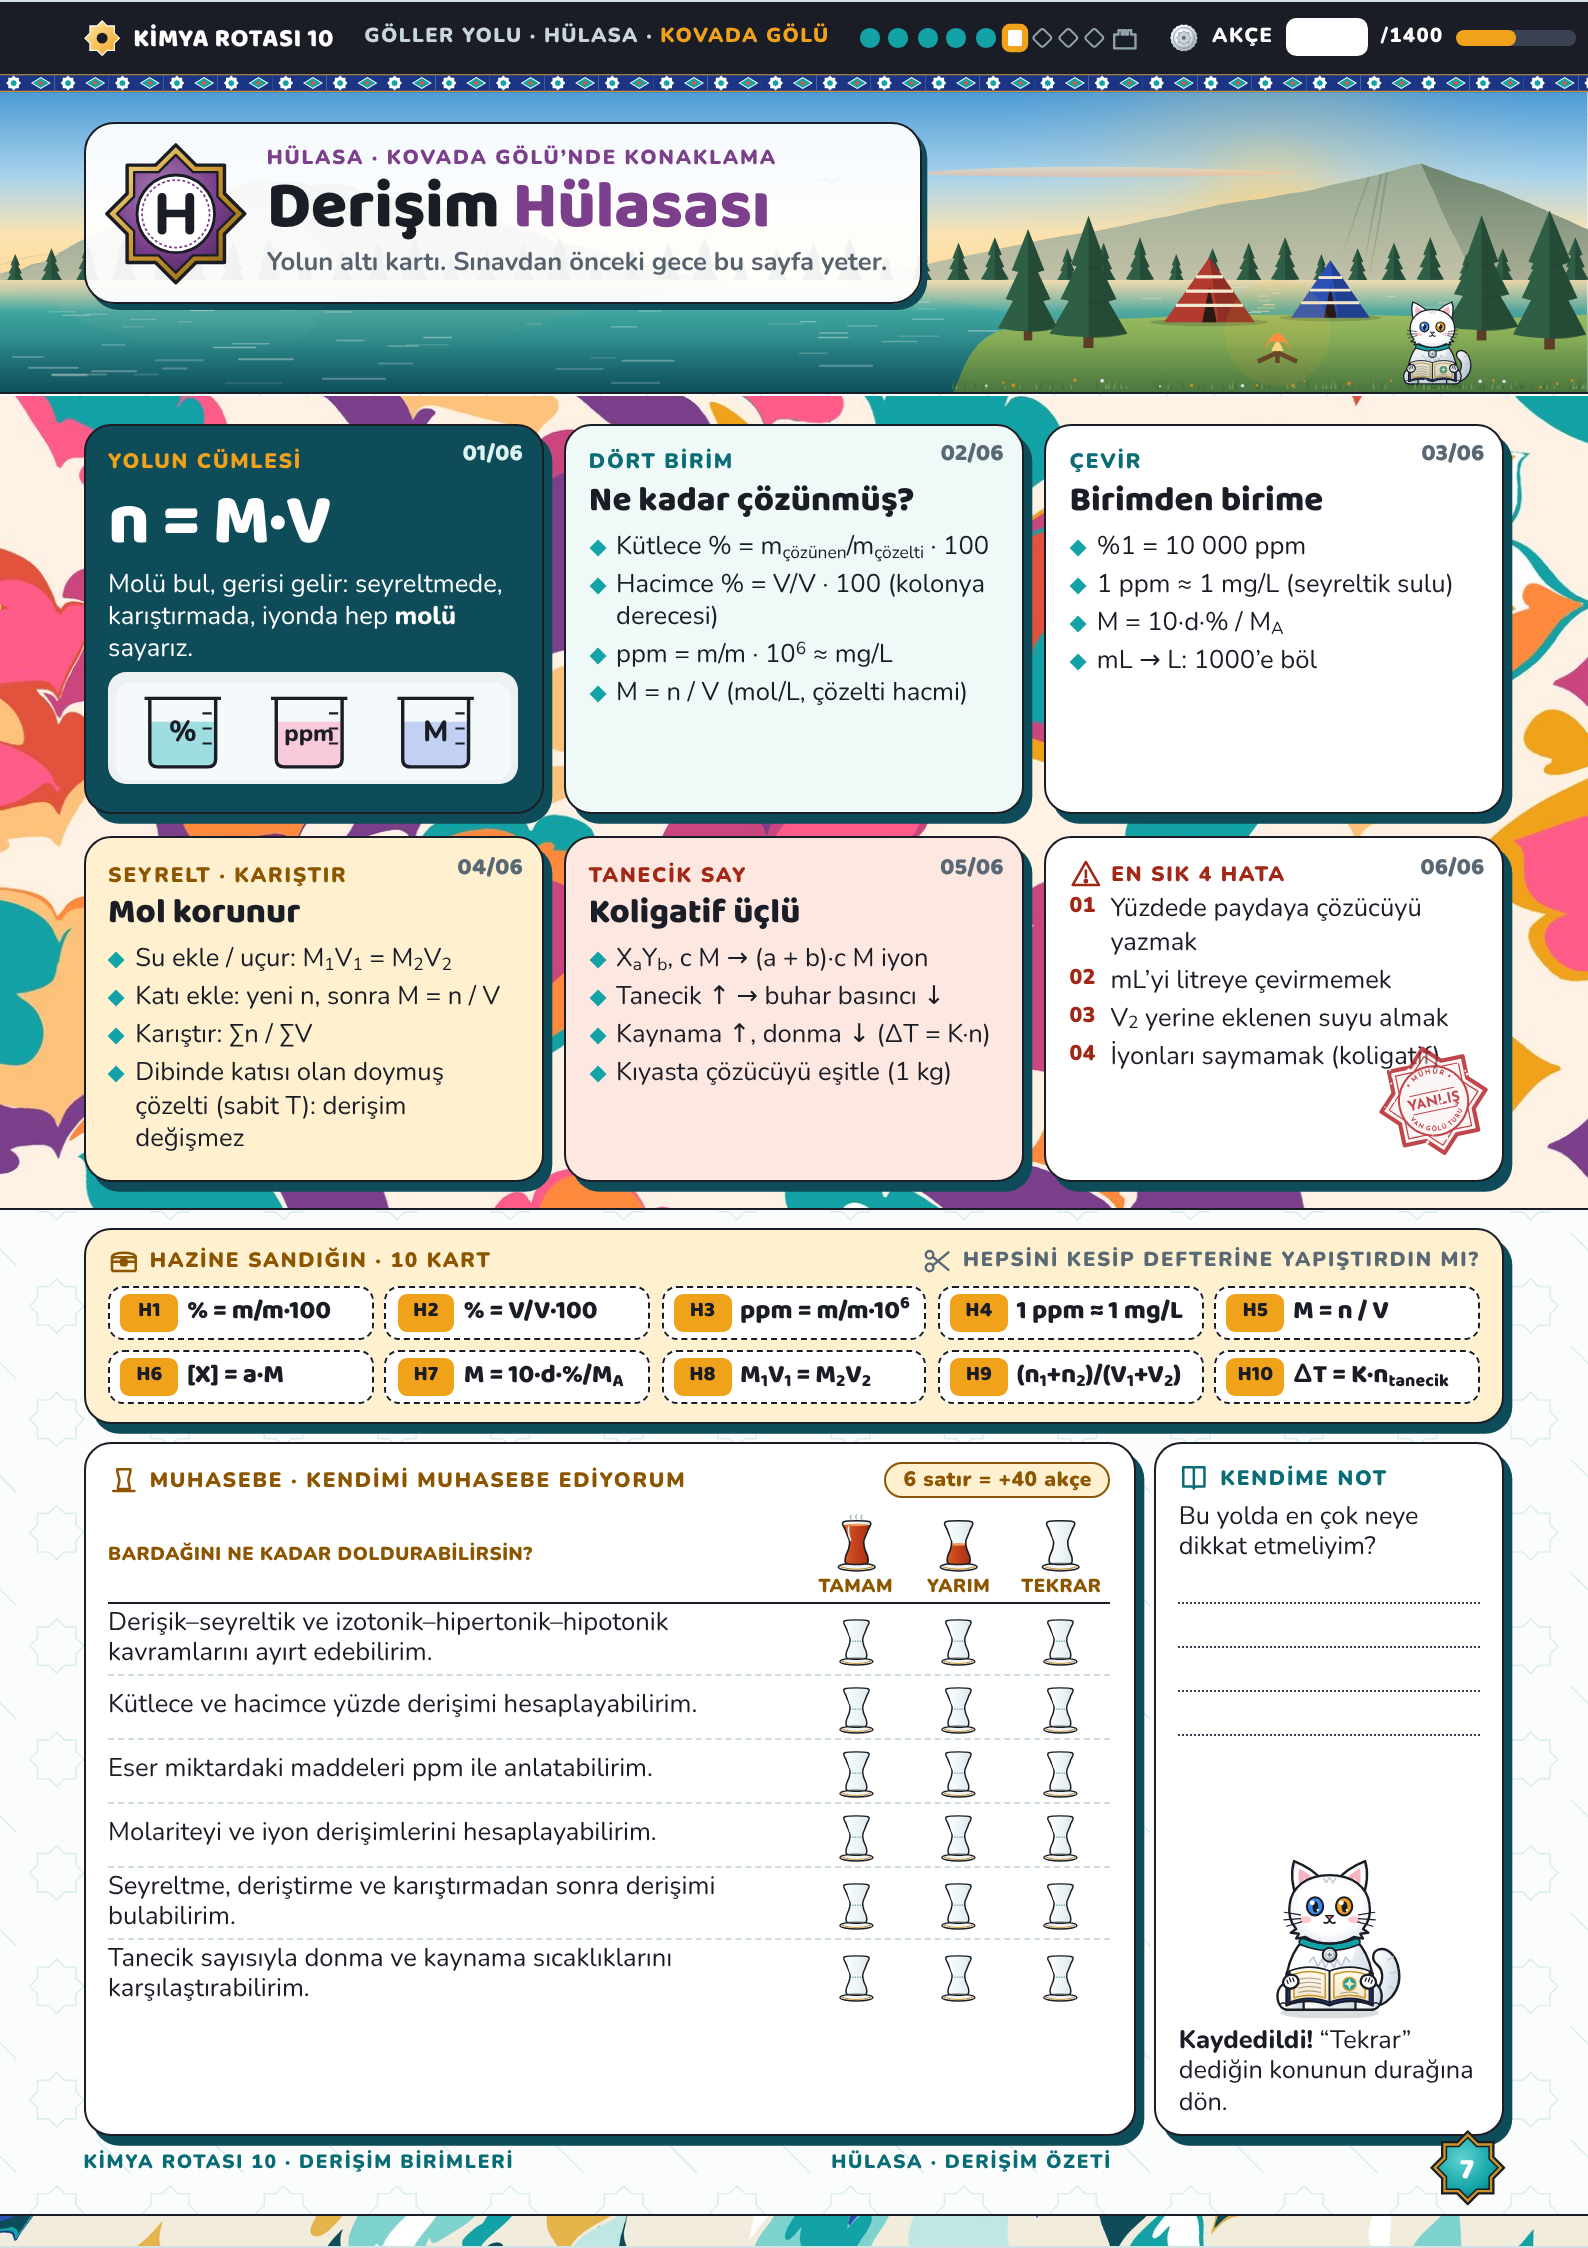 KİMYA ROTASI 10 GÖLLER YOLU · HÜLASA · KOVADA GÖLÜ AKÇE /1400
HÜLASA · KOVADA GÖLÜ'NDE KONAKLAMA
H
Derişim Hülasası
Yolun altı kartı. Sınavdan önceki gece bu sayfa yeter.
YOLUN CÜMLESİ 01/06
n = M·V
Molü bul, gerisi gelir: seyreltmede,
karıştırmada, iyonda hep molü
sayarız.
% ppm M
DÖRT BİRİM 02/06
Ne kadar çözünmüş?
Kütlece % = mçözünen/mçözelti · 100
Hacimce % = V/V · 100 (kolonya
derecesi)
ppm = m/m · 10⁶ ≈ mg/L
M = n / V (mol/L, çözelti hacmi)
ÇEVİR 03/06
Birimden birime
%1 = 10 000 ppm
1 ppm ≈ 1 mg/L (seyreltik sulu)
M = 10·d·% / M_A
mL → L: 1000'e böl
SEYRELT · KARIŞTIR 04/06
Mol korunur
Su ekle / uçur: M₁V₁ = M₂V₂
Katı ekle: yeni n, sonra M = n / V
Karıştır: ∑n / ∑V
Dibinde katısı olan doymuş
çözelti (sabit T): derişim
değişmez
TANECİK SAY 05/06
Koligatif üçlü
XₐY_b, c M → (a + b)·c M iyon
Tanecik ↑ → buhar basıncı ↓
Kaynama ↑, donma ↓ (ΔT = K·n)
Kıyasta çözücüyü eşitle (1 kg)
EN SIK 4 HATA 06/06
01 Yüzdede paydaya çözücüyü
yazmak
02 mL'yi litreye çevirmemek
03 V₂ yerine eklenen suyu almak
04 İyonları saymamak (koligatif)
MÜHÜR
YANLIŞ
VAN GÖLÜ TURU
HAZİNE SANDIĞIN · 10 KART HEPSİNİ KESİP DEFTERİNE YAPIŞTIRDIN MI?
H1 % = m/m·100 H2 % = V/V·100 H3 ppm = m/m·10⁶ H4 1 ppm ≈ 1 mg/L H5 M = n / V
H6 [X] = a·M H7 M = 10·d·%/M_A H8 M₁V₁ = M₂V₂ H9 (n₁+n₂)/(V₁+V₂) H10 ΔT = K·ntanecik
MUHASEBE · KENDİMİ MUHASEBE EDİYORUM 6 satır = +40 akçe
BARDAĞINI NE KADAR DOLDURABİLİRSİN?
TAMAM YARIM TEKRAR
Derişik–seyreltik ve izotonik–hipertonik–hipotonik
kavramlarını ayırt edebilirim.
Kütlece ve hacimce yüzde derişimi hesaplayabilirim.
Eser miktardaki maddeleri ppm ile anlatabilirim.
Molariteyi ve iyon derişimlerini hesaplayabilirim.
Seyreltme, deriştirme ve karıştırmadan sonra derişimi
bulabilirim.
Tanecik sayısıyla donma ve kaynama sıcaklıklarını
karşılaştırabilirim.
KENDİME NOT
Bu yolda en çok neye
dikkat etmeliyim?
Kaydedildi! “Tekrar”
dediğin konunun durağına
dön.
KİMYA ROTASI 10 · DERİŞİM BİRİMLERİ HÜLASA · DERİŞİM ÖZETİ 7